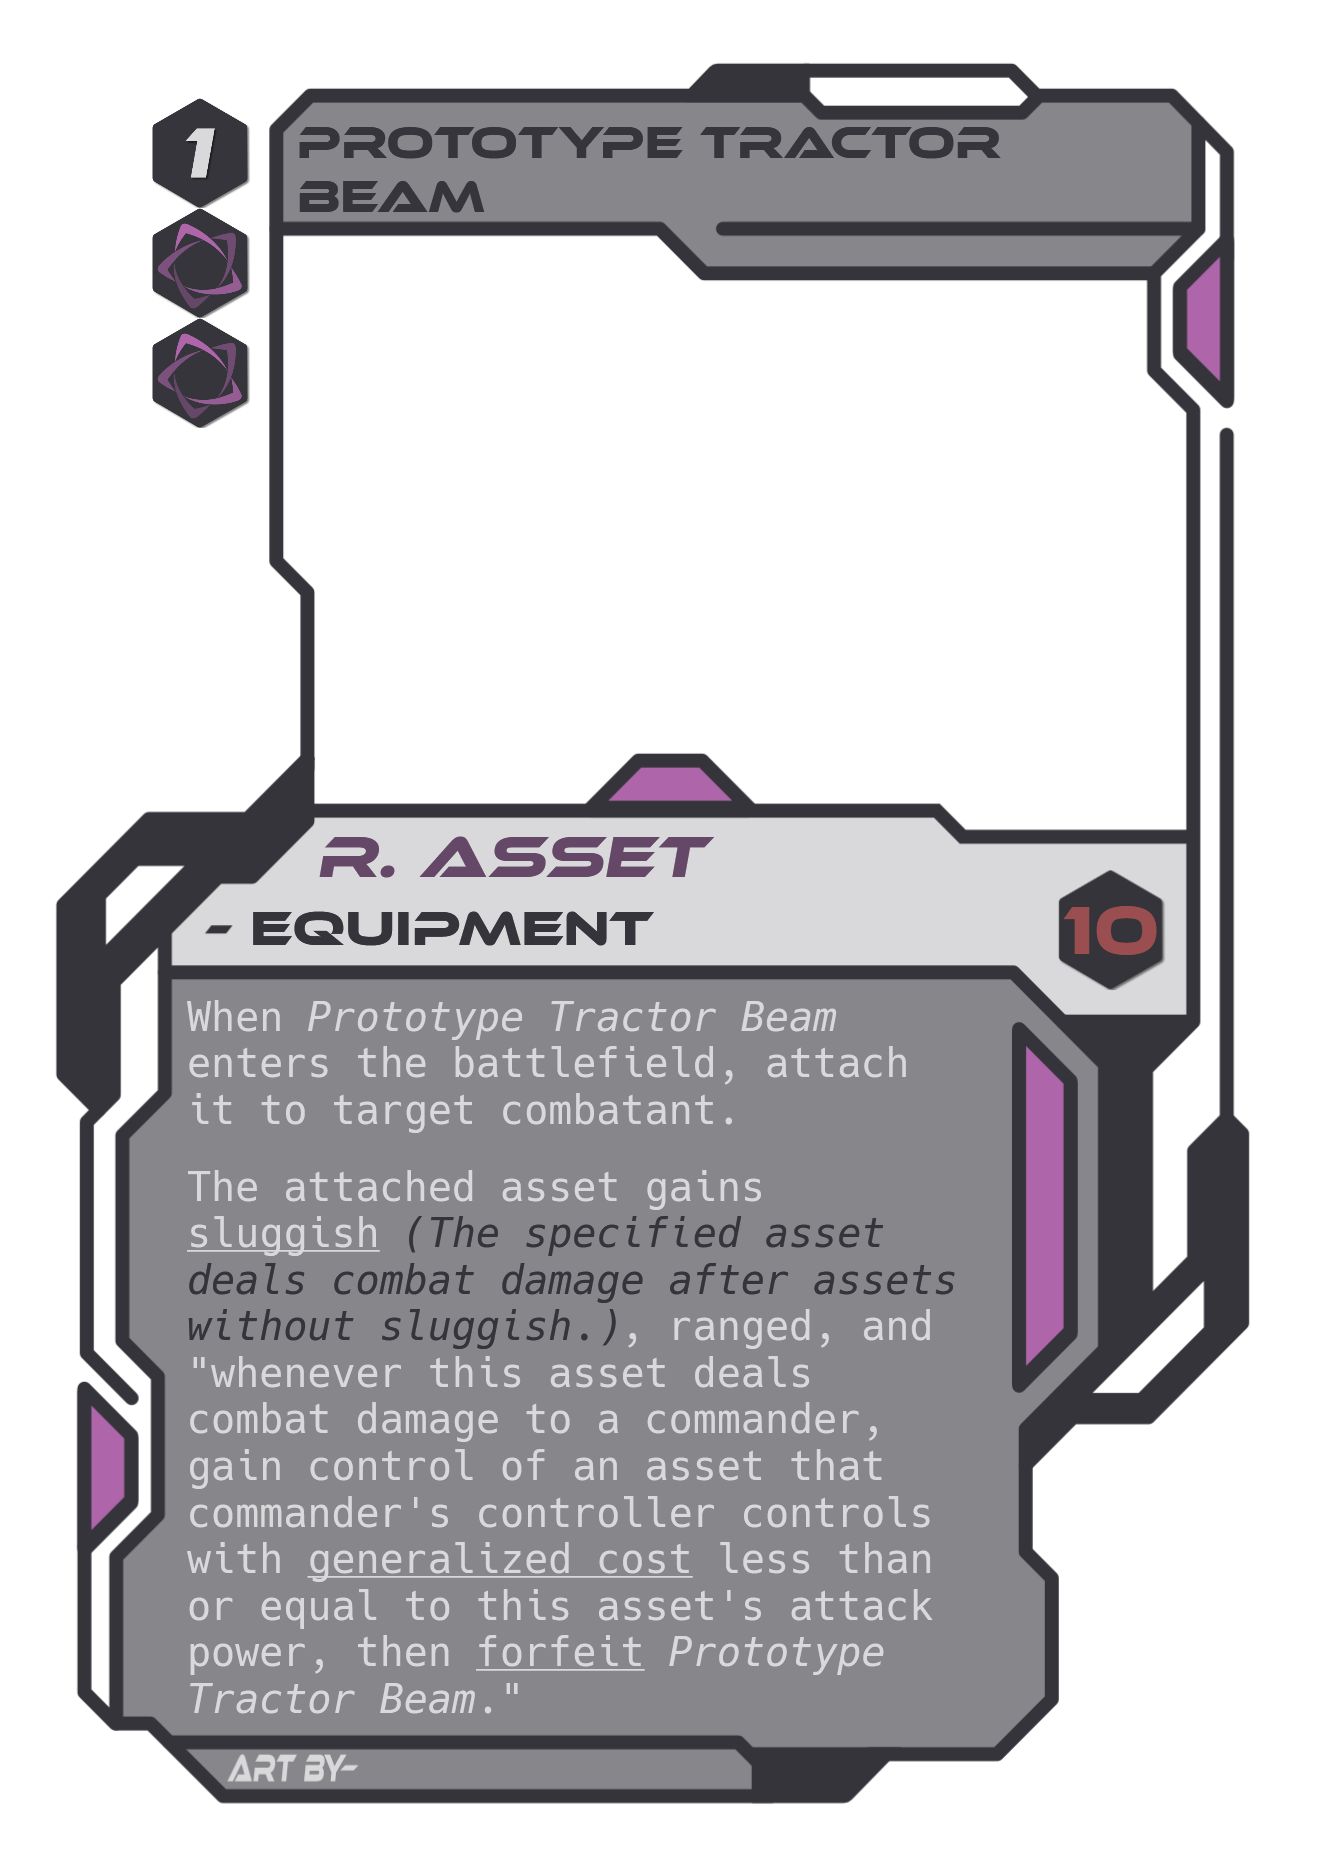 1
PROTOTYPE TRACTOR
BEAM
R. ASSET
- EQUIPMENT
10
When Prototype Tractor Beam
enters the battlefield, attach
it to target combatant.
The attached asset gains
sluggish (The specified asset
deals combat damage after assets
without sluggish.), ranged, and
"whenever this asset deals
combat damage to a commander,
gain control of an asset that
commander's controller controls
with generalized cost less than
or equal to this asset's attack
power, then forfeit Prototype
Tractor Beam."
ART BY-